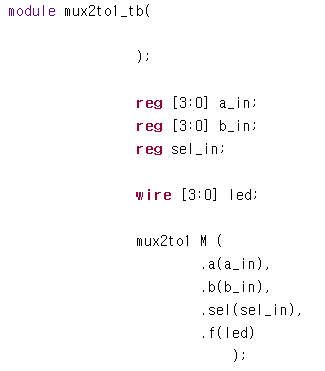 module mux2to1_tb(
);
reg [3:0] a_in;
reg [3:0] b_in;
reg sel_in;
wire [3:0] led;
mux2to1 M (
.a(a_in),
.b(b_in),
.sel(sel_in),
.f(led)
);